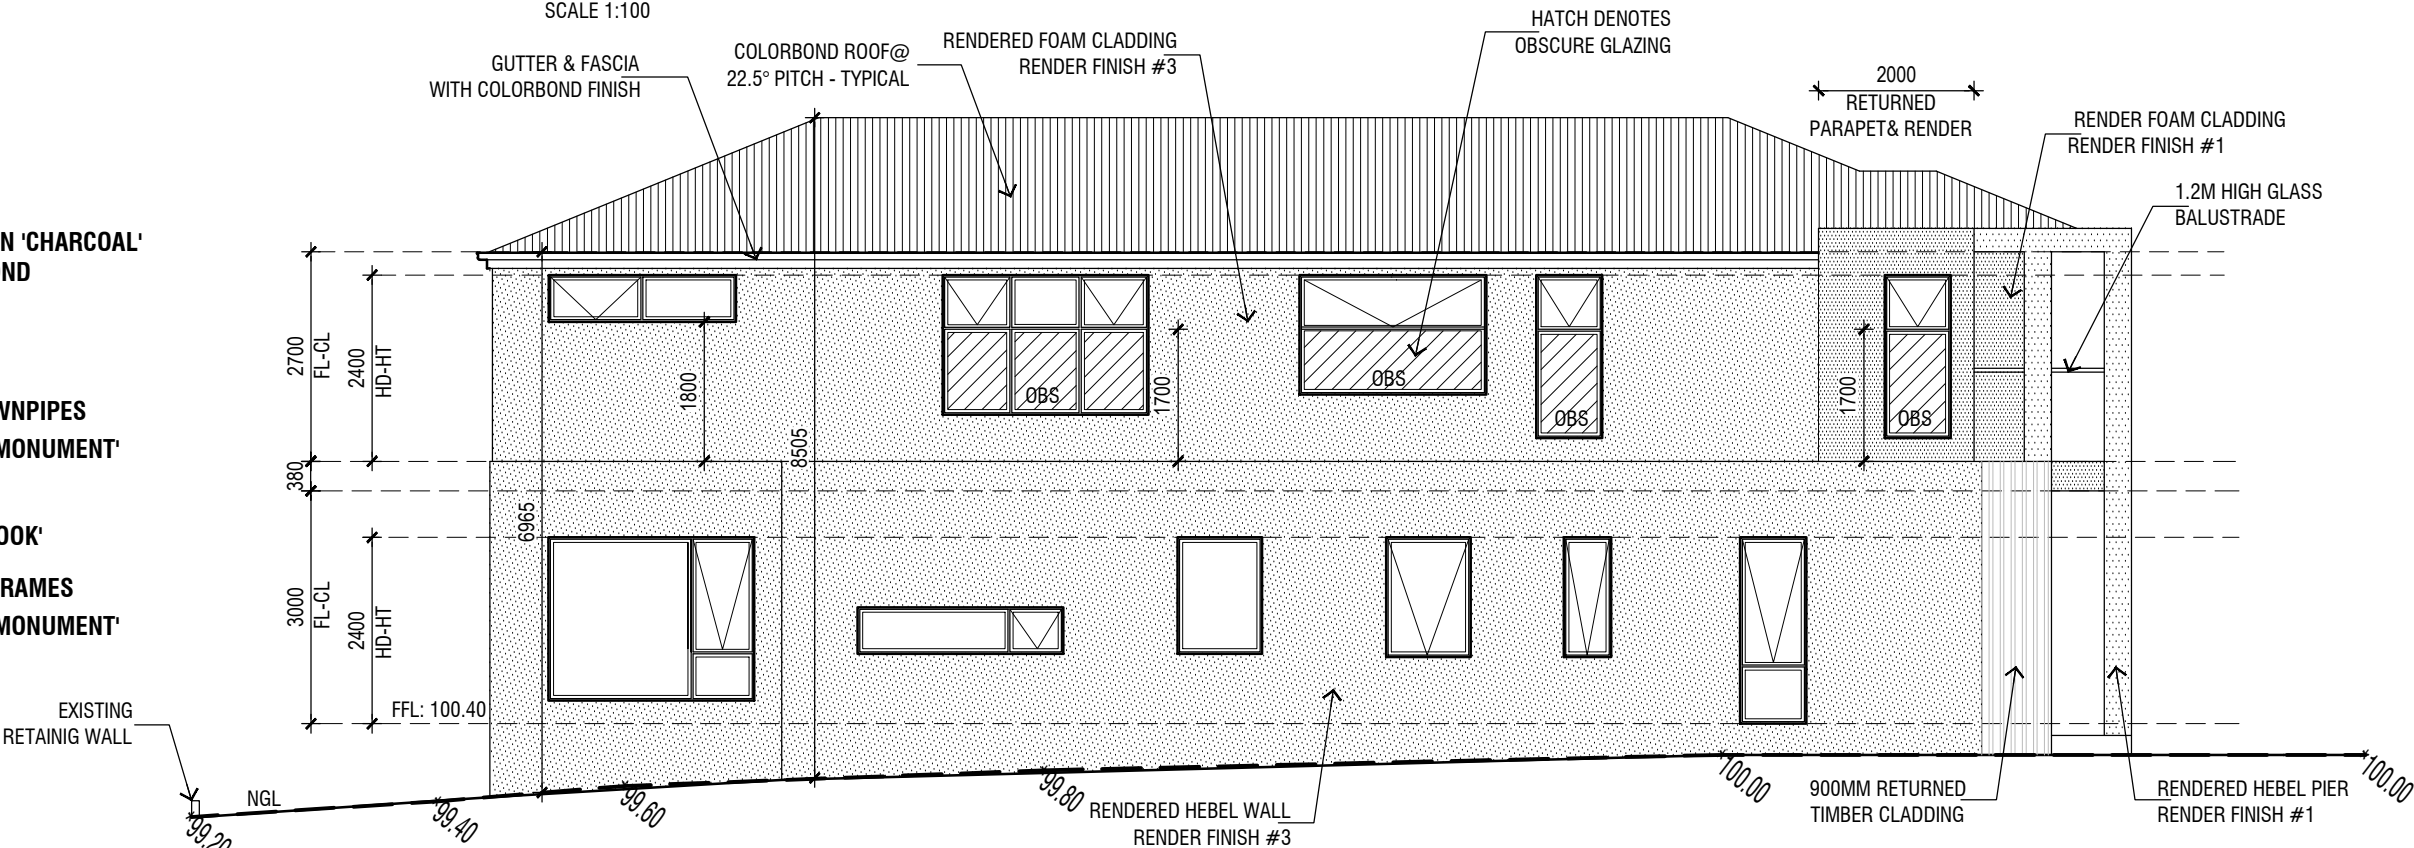 SCALE 1:100
GUTTER & FASCIA
WITH COLORBOND FINISH
COLORBOND ROOF@
22.5° PITCH - TYPICAL
RENDERED FOAM CLADDING
RENDER FINISH #3
HATCH DENOTES
OBSCURE GLAZING
2000
RETURNED
PARAPET& RENDER
RENDER FOAM CLADDING
RENDER FINISH #1
1.2M HIGH GLASS
BALUSTRADE
N 'CHARCOAL'
OND
WNPIPES
MONUMENT'
OOK'
RAMES
MONUMENT'
2700
FL-CL
2400
HD-HT
380
3000
FL-CL
2400
HD-HT
1800
1700
1700
8505
6965
OBS
OBS
OBS
OBS
FFL: 100.40
EXISTING
RETAINIG WALL
NGL
99.20
99.40
99.60
99.80
100.00
100.00
RENDERED HEBEL WALL
RENDER FINISH #3
900MM RETURNED
TIMBER CLADDING
RENDERED HEBEL PIER
RENDER FINISH #1